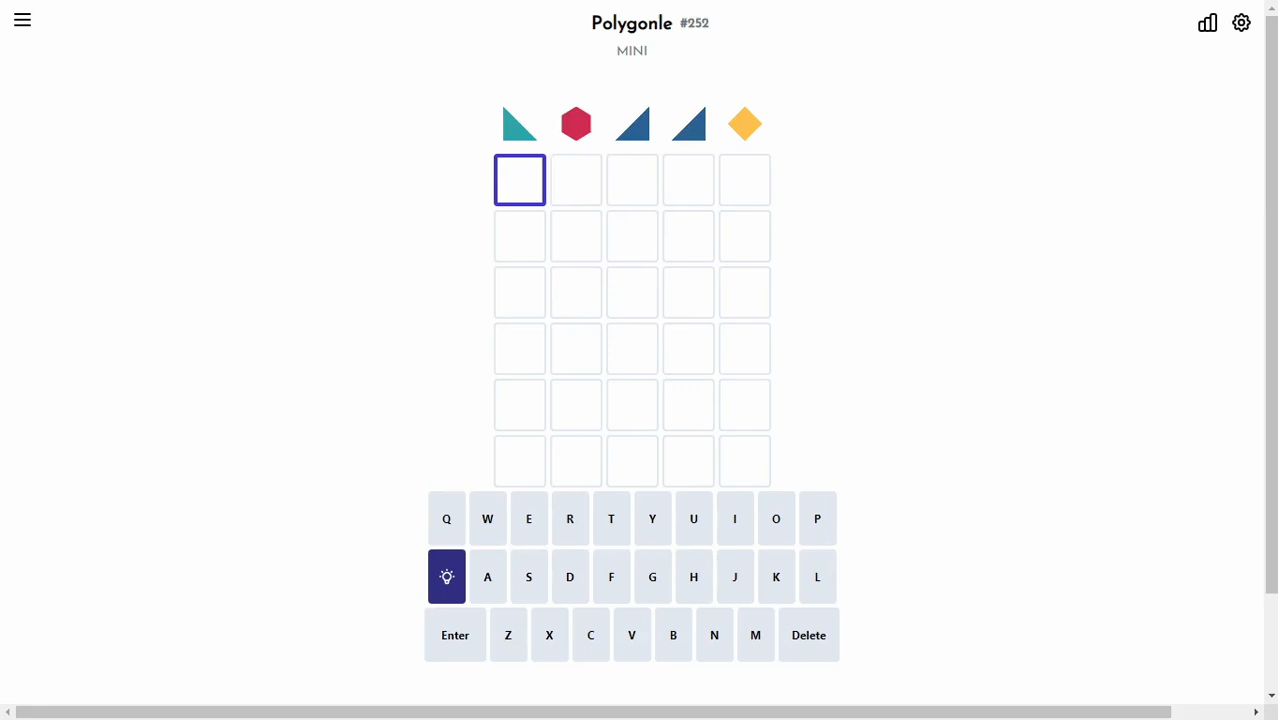 Polygonle #252
MINI
Q W E R T Y U I O P
A S D F G H J K L
Enter Z X C V B N M Delete